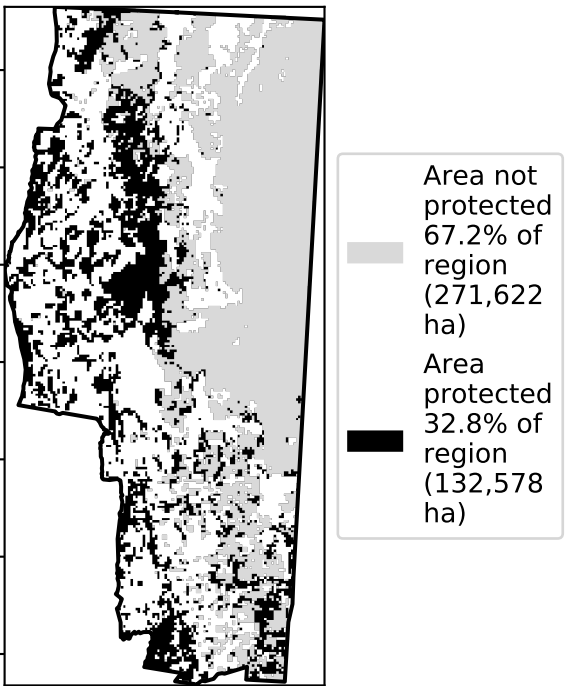 Area not
protected
67.2% of
region
(271,622
ha)
Area
protected
32.8% of
region
(132,578
ha)